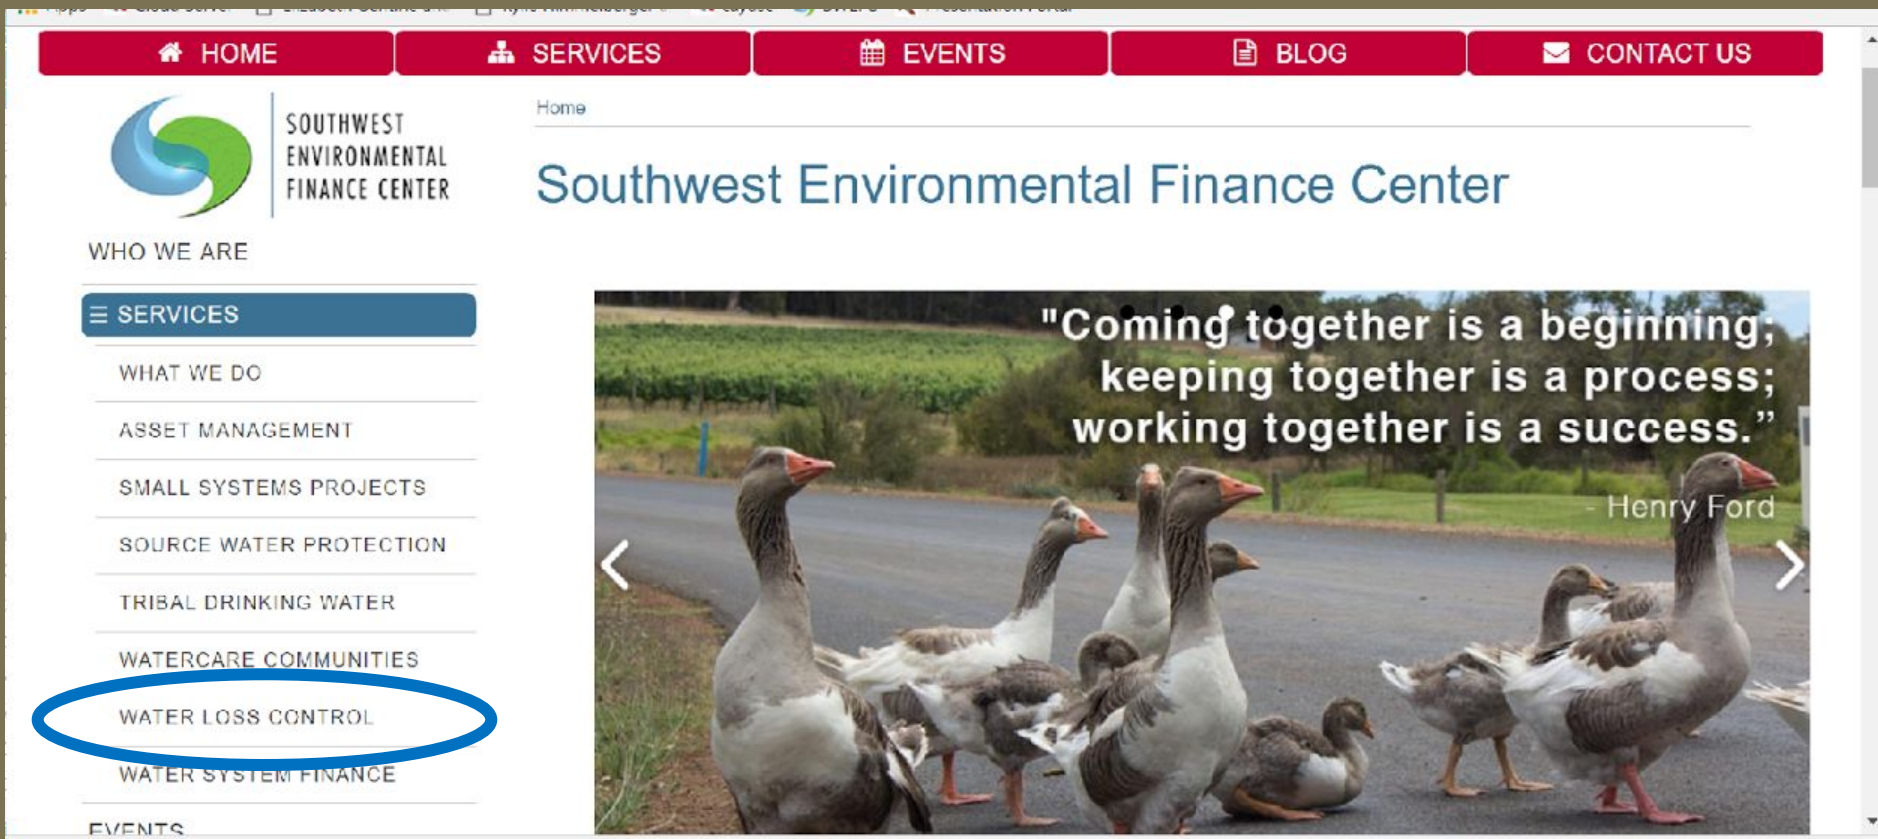 HOME
SERVICES
EVENTS
BLOG
CONTACT US
SOUTHWEST
ENVIRONMENTAL
FINANCE CENTER
Home
Southwest Environmental Finance Center
WHO WE ARE
SERVICES
WHAT WE DO
ASSET MANAGEMENT
SMALL SYSTEMS PROJECTS
SOURCE WATER PROTECTION
TRIBAL DRINKING WATER
WATERCARE COMMUNITIES
WATER LOSS CONTROL
WATER SYSTEM FINANCE
EVENTS
"Coming together is a beginning;
keeping together is a process;
working together is a success.”
- Henry Ford